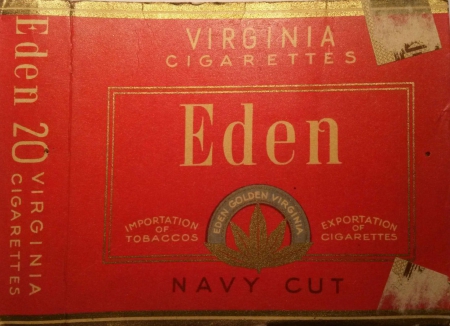 Eden 20 VIRGINIA
CIGARETTES
VIRGINIA
CIGARETTES
Eden
EDEN GOLDEN VIRGINIA
IMPORTATION
OF
TOBACCOS
EXPORTATION
OF
CIGARETTES
NAVY CUT